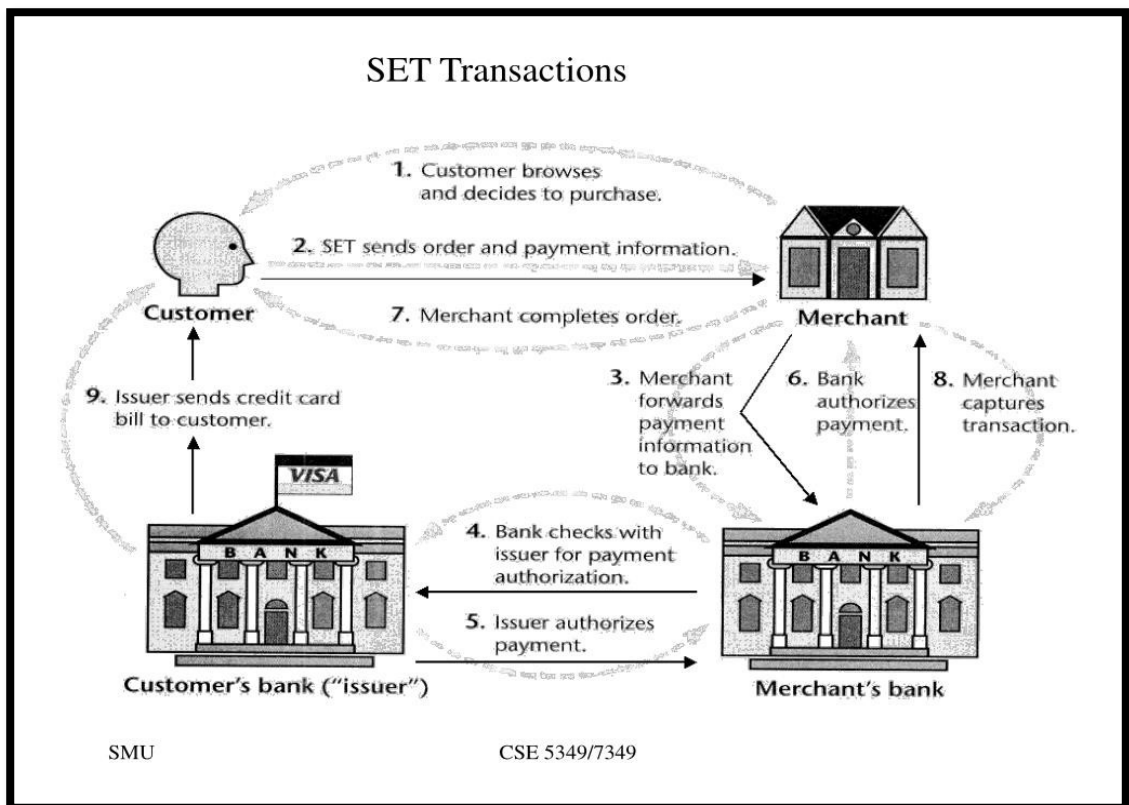 SET Transactions
1. Customer browses
and decides to purchase.
2. SET sends order and payment information.
Customer
7. Merchant completes order.
Merchant
9. Issuer sends credit card
bill to customer.
3. Merchant
forwards
payment
information
to bank.
6. Bank
authorizes
payment.
8. Merchant
captures
transaction.
VISA
BANK
4. Bank checks with
issuer for payment
authorization.
BANK
5. Issuer authorizes
payment.
Customer's bank (“issuer”)
Merchant's bank
SMU
CSE 5349/7349